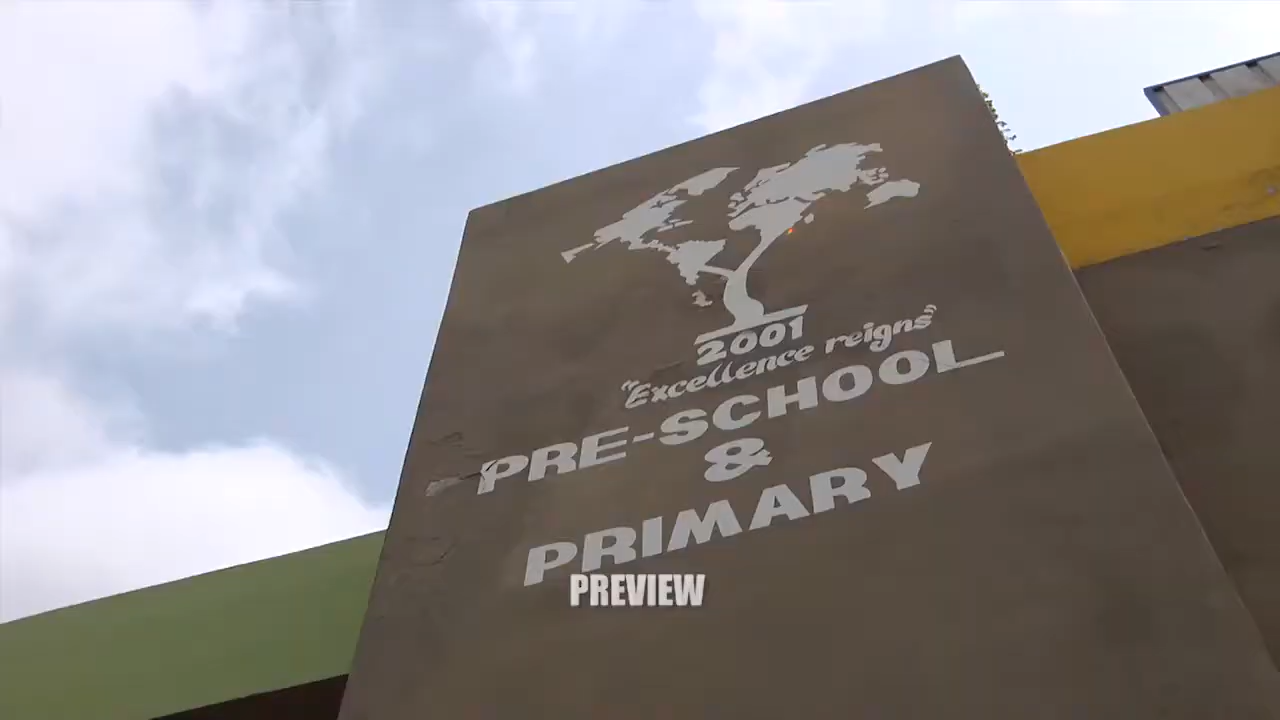 2001
"Excellence reigns"
PRE-SCHOOL
&
PRIMARY
PREVIEW